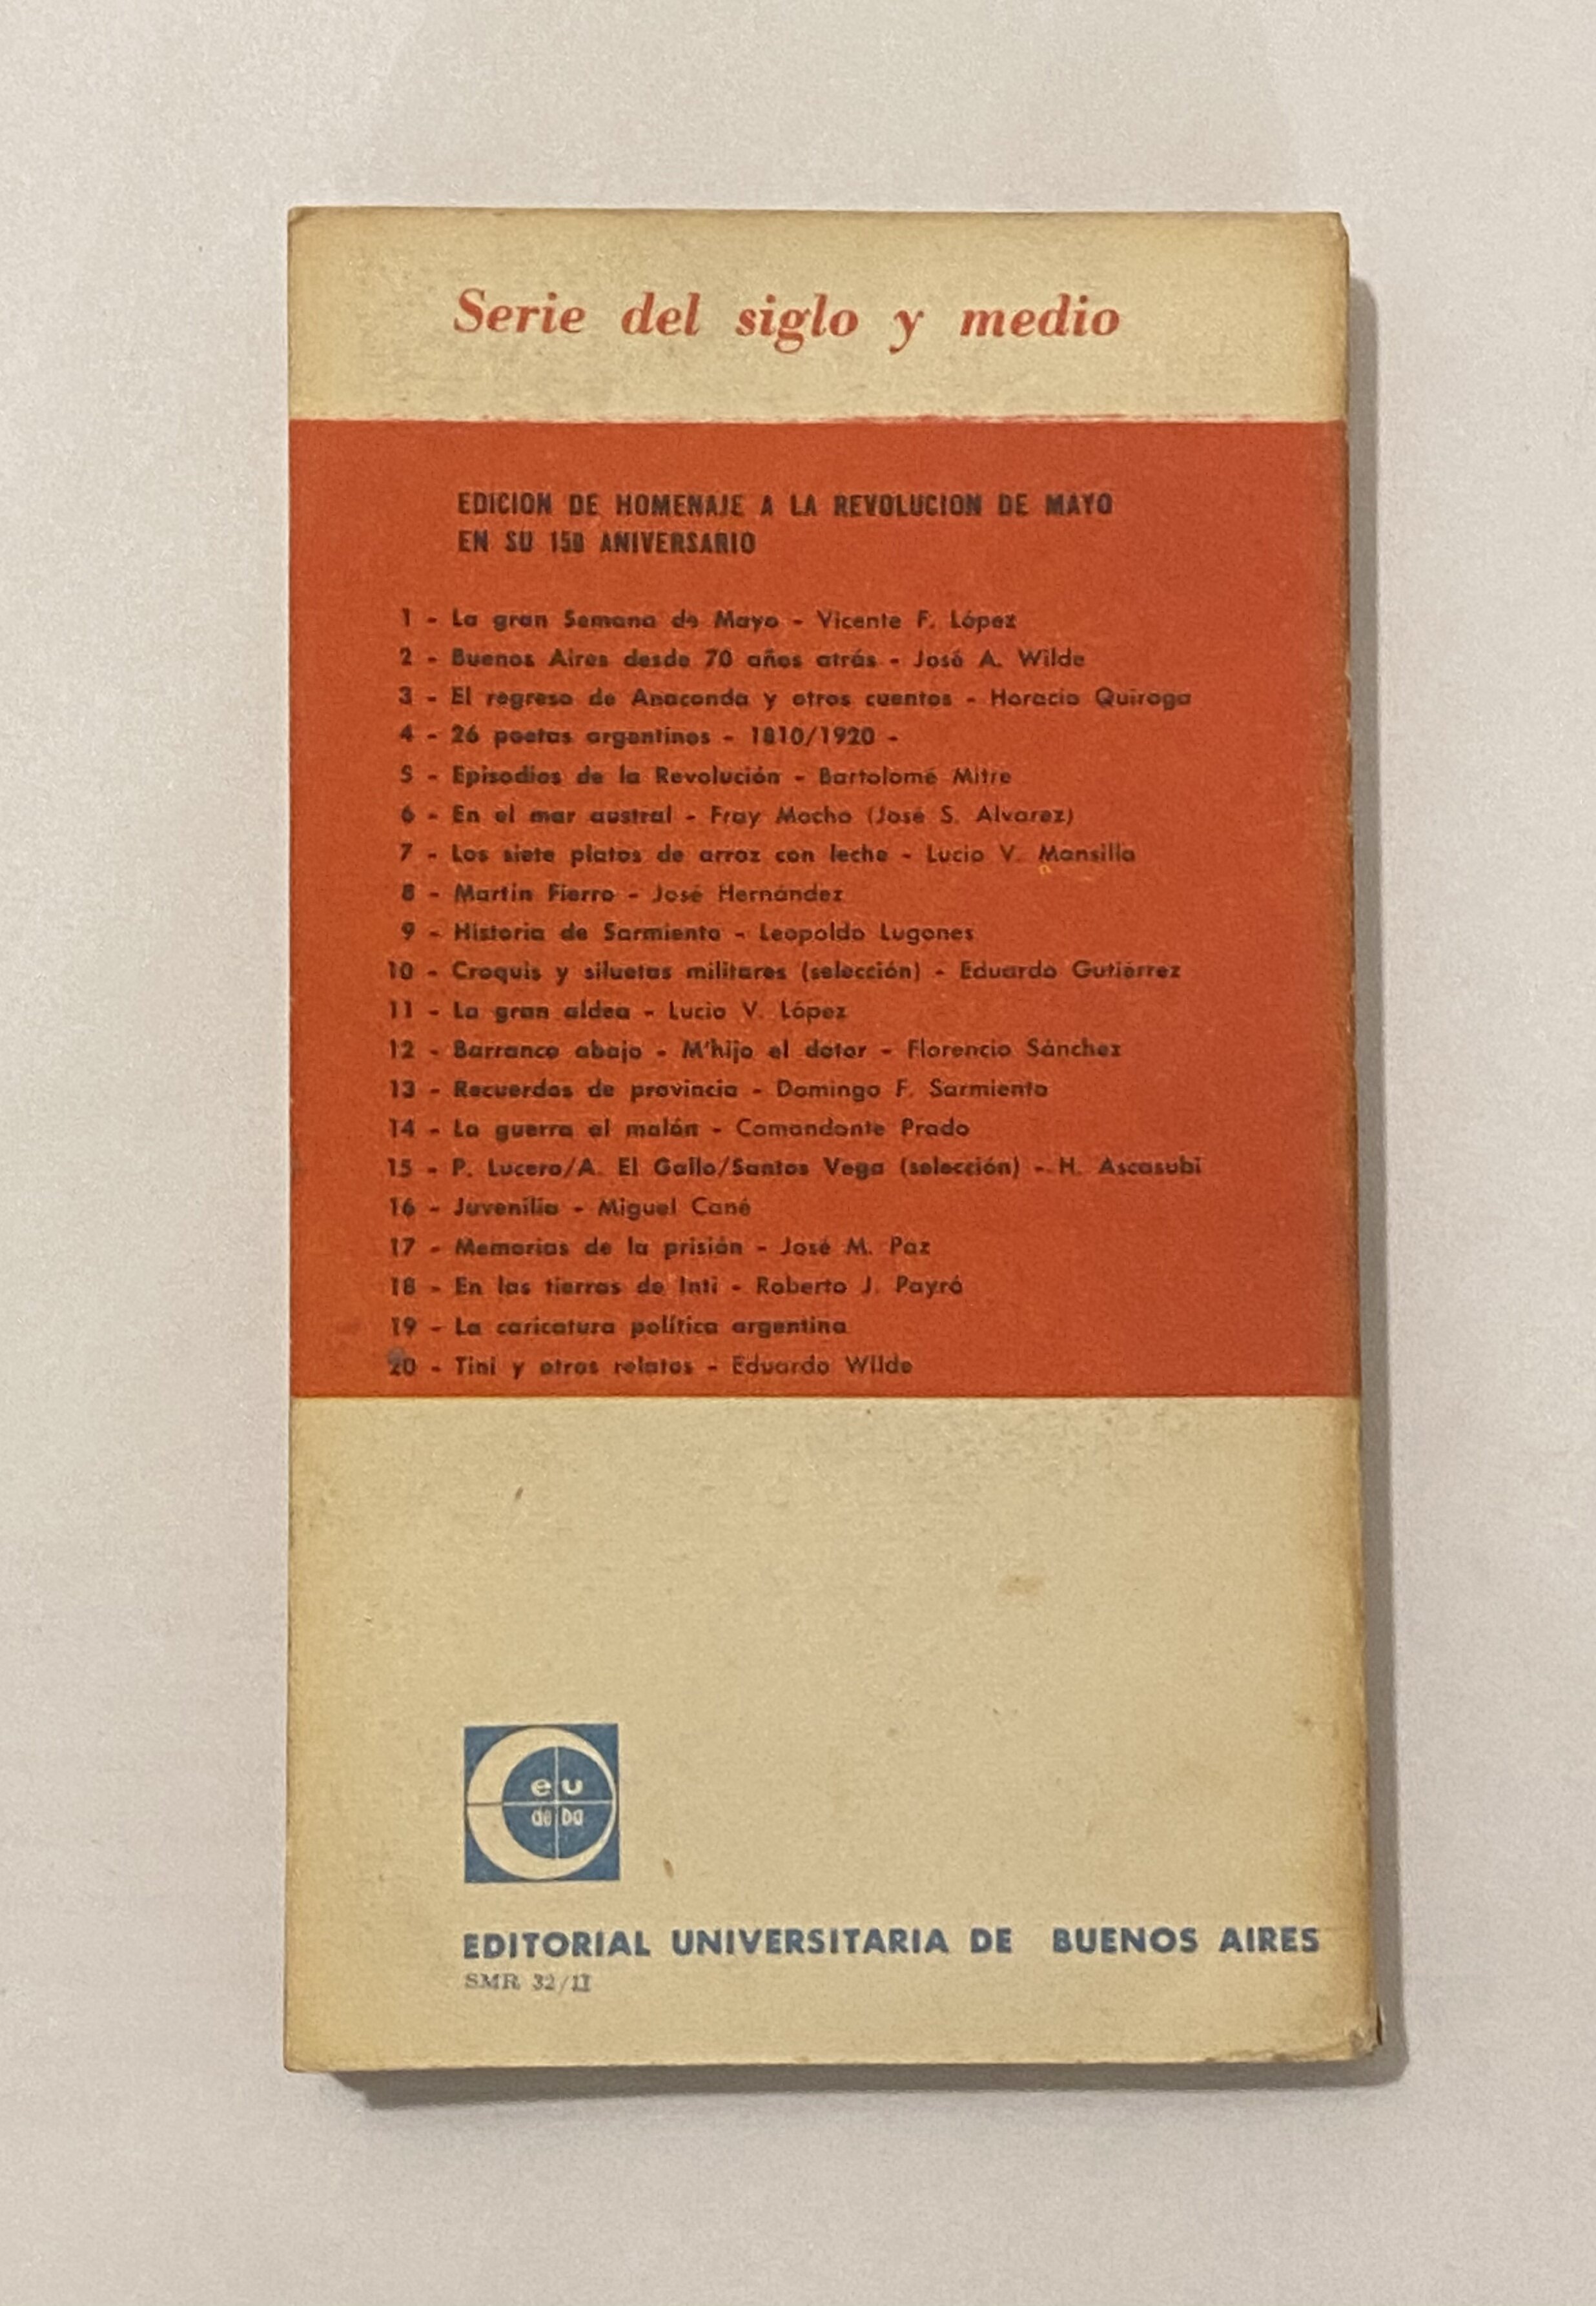 Serie del siglo y medio
EDICION DE HOMENAJE A LA REVOLUCION DE MAYO
EN SU 150 ANIVERSARIO
1 - La gran Semana de Mayo - Vicente F. López
2 - Buenos Aires desde 70 años atrás - José A. Wilde
3 - El regreso de Anaconda y otros cuentos - Horacio Quiroga
4 - 26 poetas argentinos - 1810/1920 -
5 - Episodios de la Revolución - Bartolomé Mitre
6 - En el mar austral - Fray Mocho (José S. Alvarez)
7 - Los siete platos de arroz con leche - Lucio V. Mansilla
8 - Martín Fierro - José Hernández
9 - Historia de Sarmiento - Leopoldo Lugones
10 - Croquis y siluetas militares (selección) - Eduardo Gutiérrez
11 - La gran aldea - Lucio V. López
12 - Barranca abajo - M'hijo el dotor - Florencio Sánchez
13 - Recuerdos de provincia - Domingo F. Sarmiento
14 - La guerra al malón - Comandante Prado
15 - P. Lucero/A. El Gallo/Santos Vega (selección) - H. Ascasubi
16 - Juvenilia - Miguel Cané
17 - Memorias de la prisión - José M. Paz
18 - En las tierras de Inti - Roberto J. Payró
19 - La caricatura política argentina
20 - Tini y otros relatos - Eduardo Wilde
eu
deba
EDITORIAL UNIVERSITARIA DE BUENOS AIRES
SMR 32/II